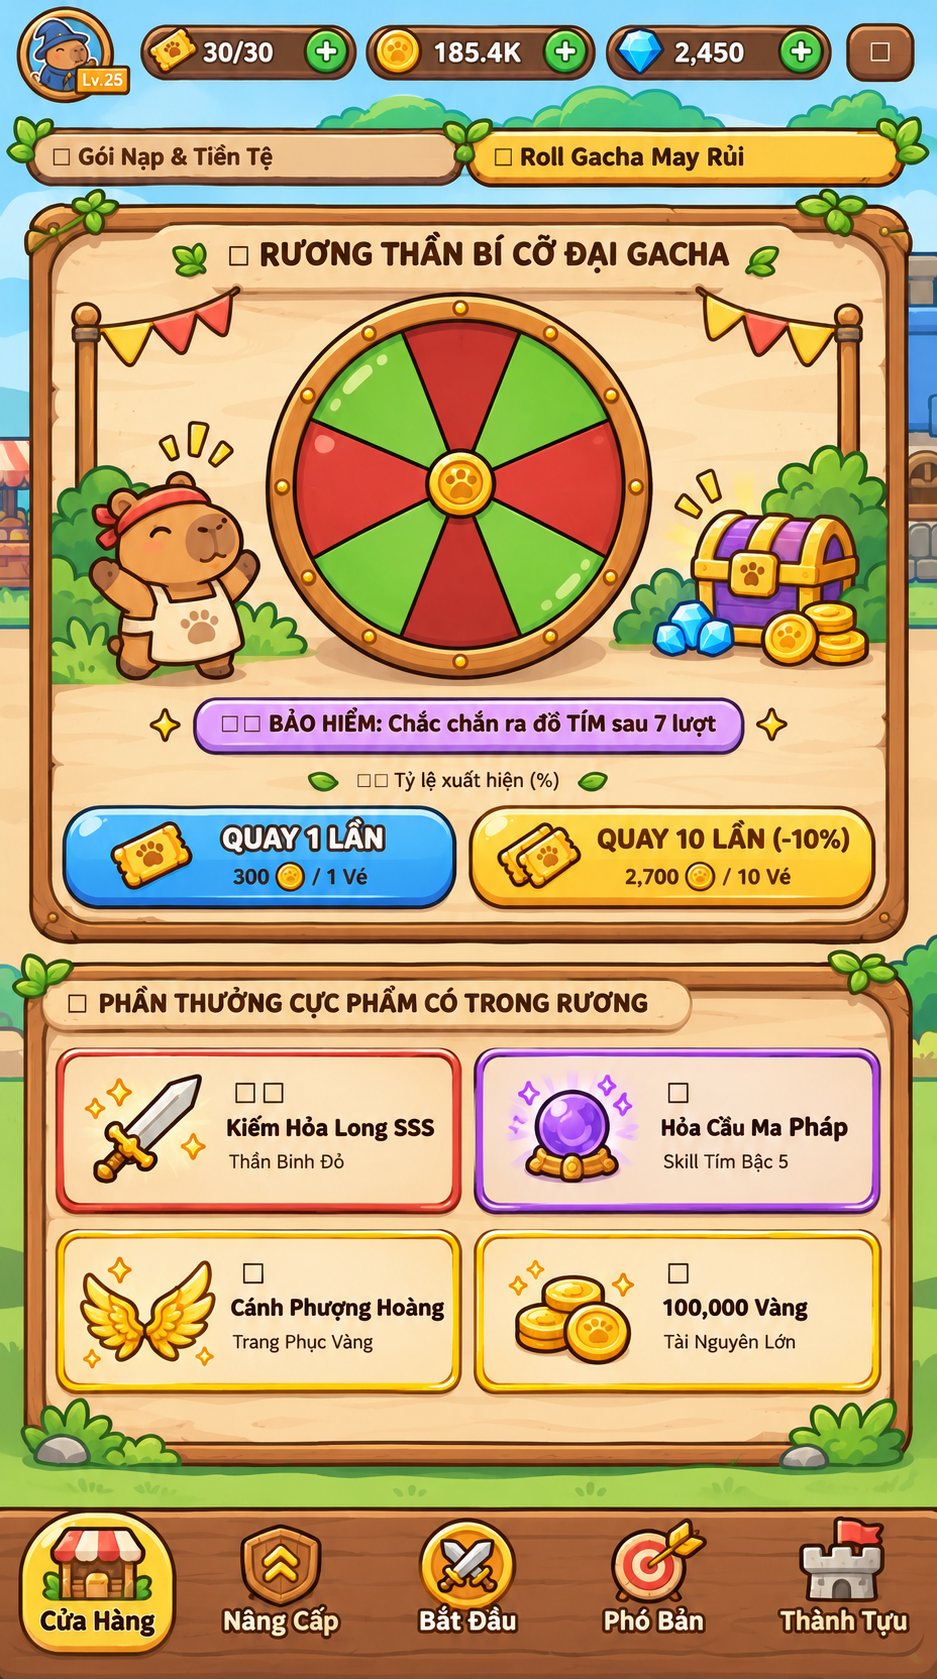 Lv.25
30/30
185.4K
2,450
□
□ Gói Nạp & Tiền Tệ
□ Roll Gacha May Rủi
□ RƯƠNG THẦN BÍ CỠ ĐẠI GACHA
□□ BẢO HIỂM: Chắc chắn ra đồ TÍM sau 7 lượt
□□ Tỷ lệ xuất hiện (%)
QUAY 1 LẦN
300 / 1 Vé
QUAY 10 LẦN (-10%)
2,700 / 10 Vé
□ PHẦN THƯỞNG CỰC PHẨM CÓ TRONG RƯƠNG
□□
Kiếm Hỏa Long SSS
Thần Binh Đỏ
□
Hỏa Cầu Ma Pháp
Skill Tím Bậc 5
□
Cánh Phượng Hoàng
Trang Phục Vàng
□
100,000 Vàng
Tài Nguyên Lớn
Cửa Hàng
Nâng Cấp
Bắt Đầu
Phó Bản
Thành Tựu